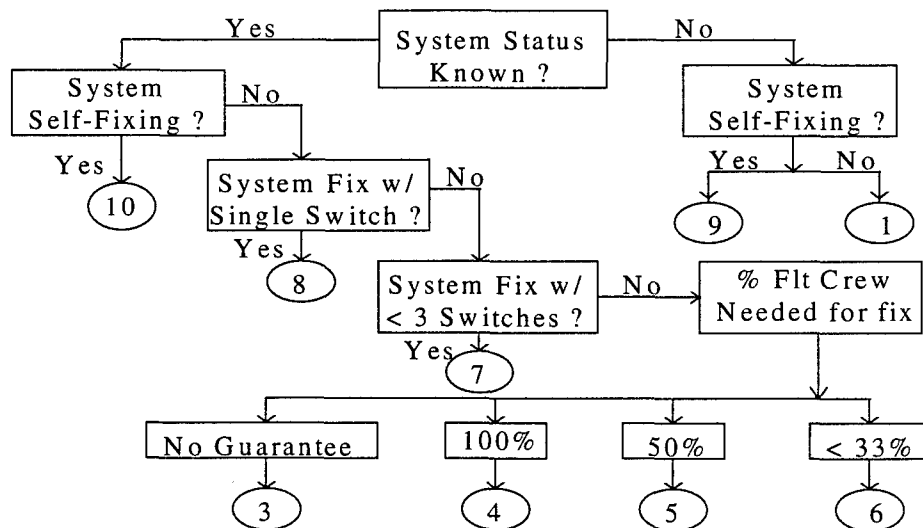 Yes
System Status
Known ?
No
System
Self-Fixing ?
No
System
Self-Fixing ?
Yes
10
System Fix w/
Single Switch ?
No
Yes
No
9
1
Yes
8
System Fix w/
< 3 Switches ?
No
% Flt Crew
Needed for fix
Yes
7
No Guarantee
100%
50%
< 33%
3
4
5
6